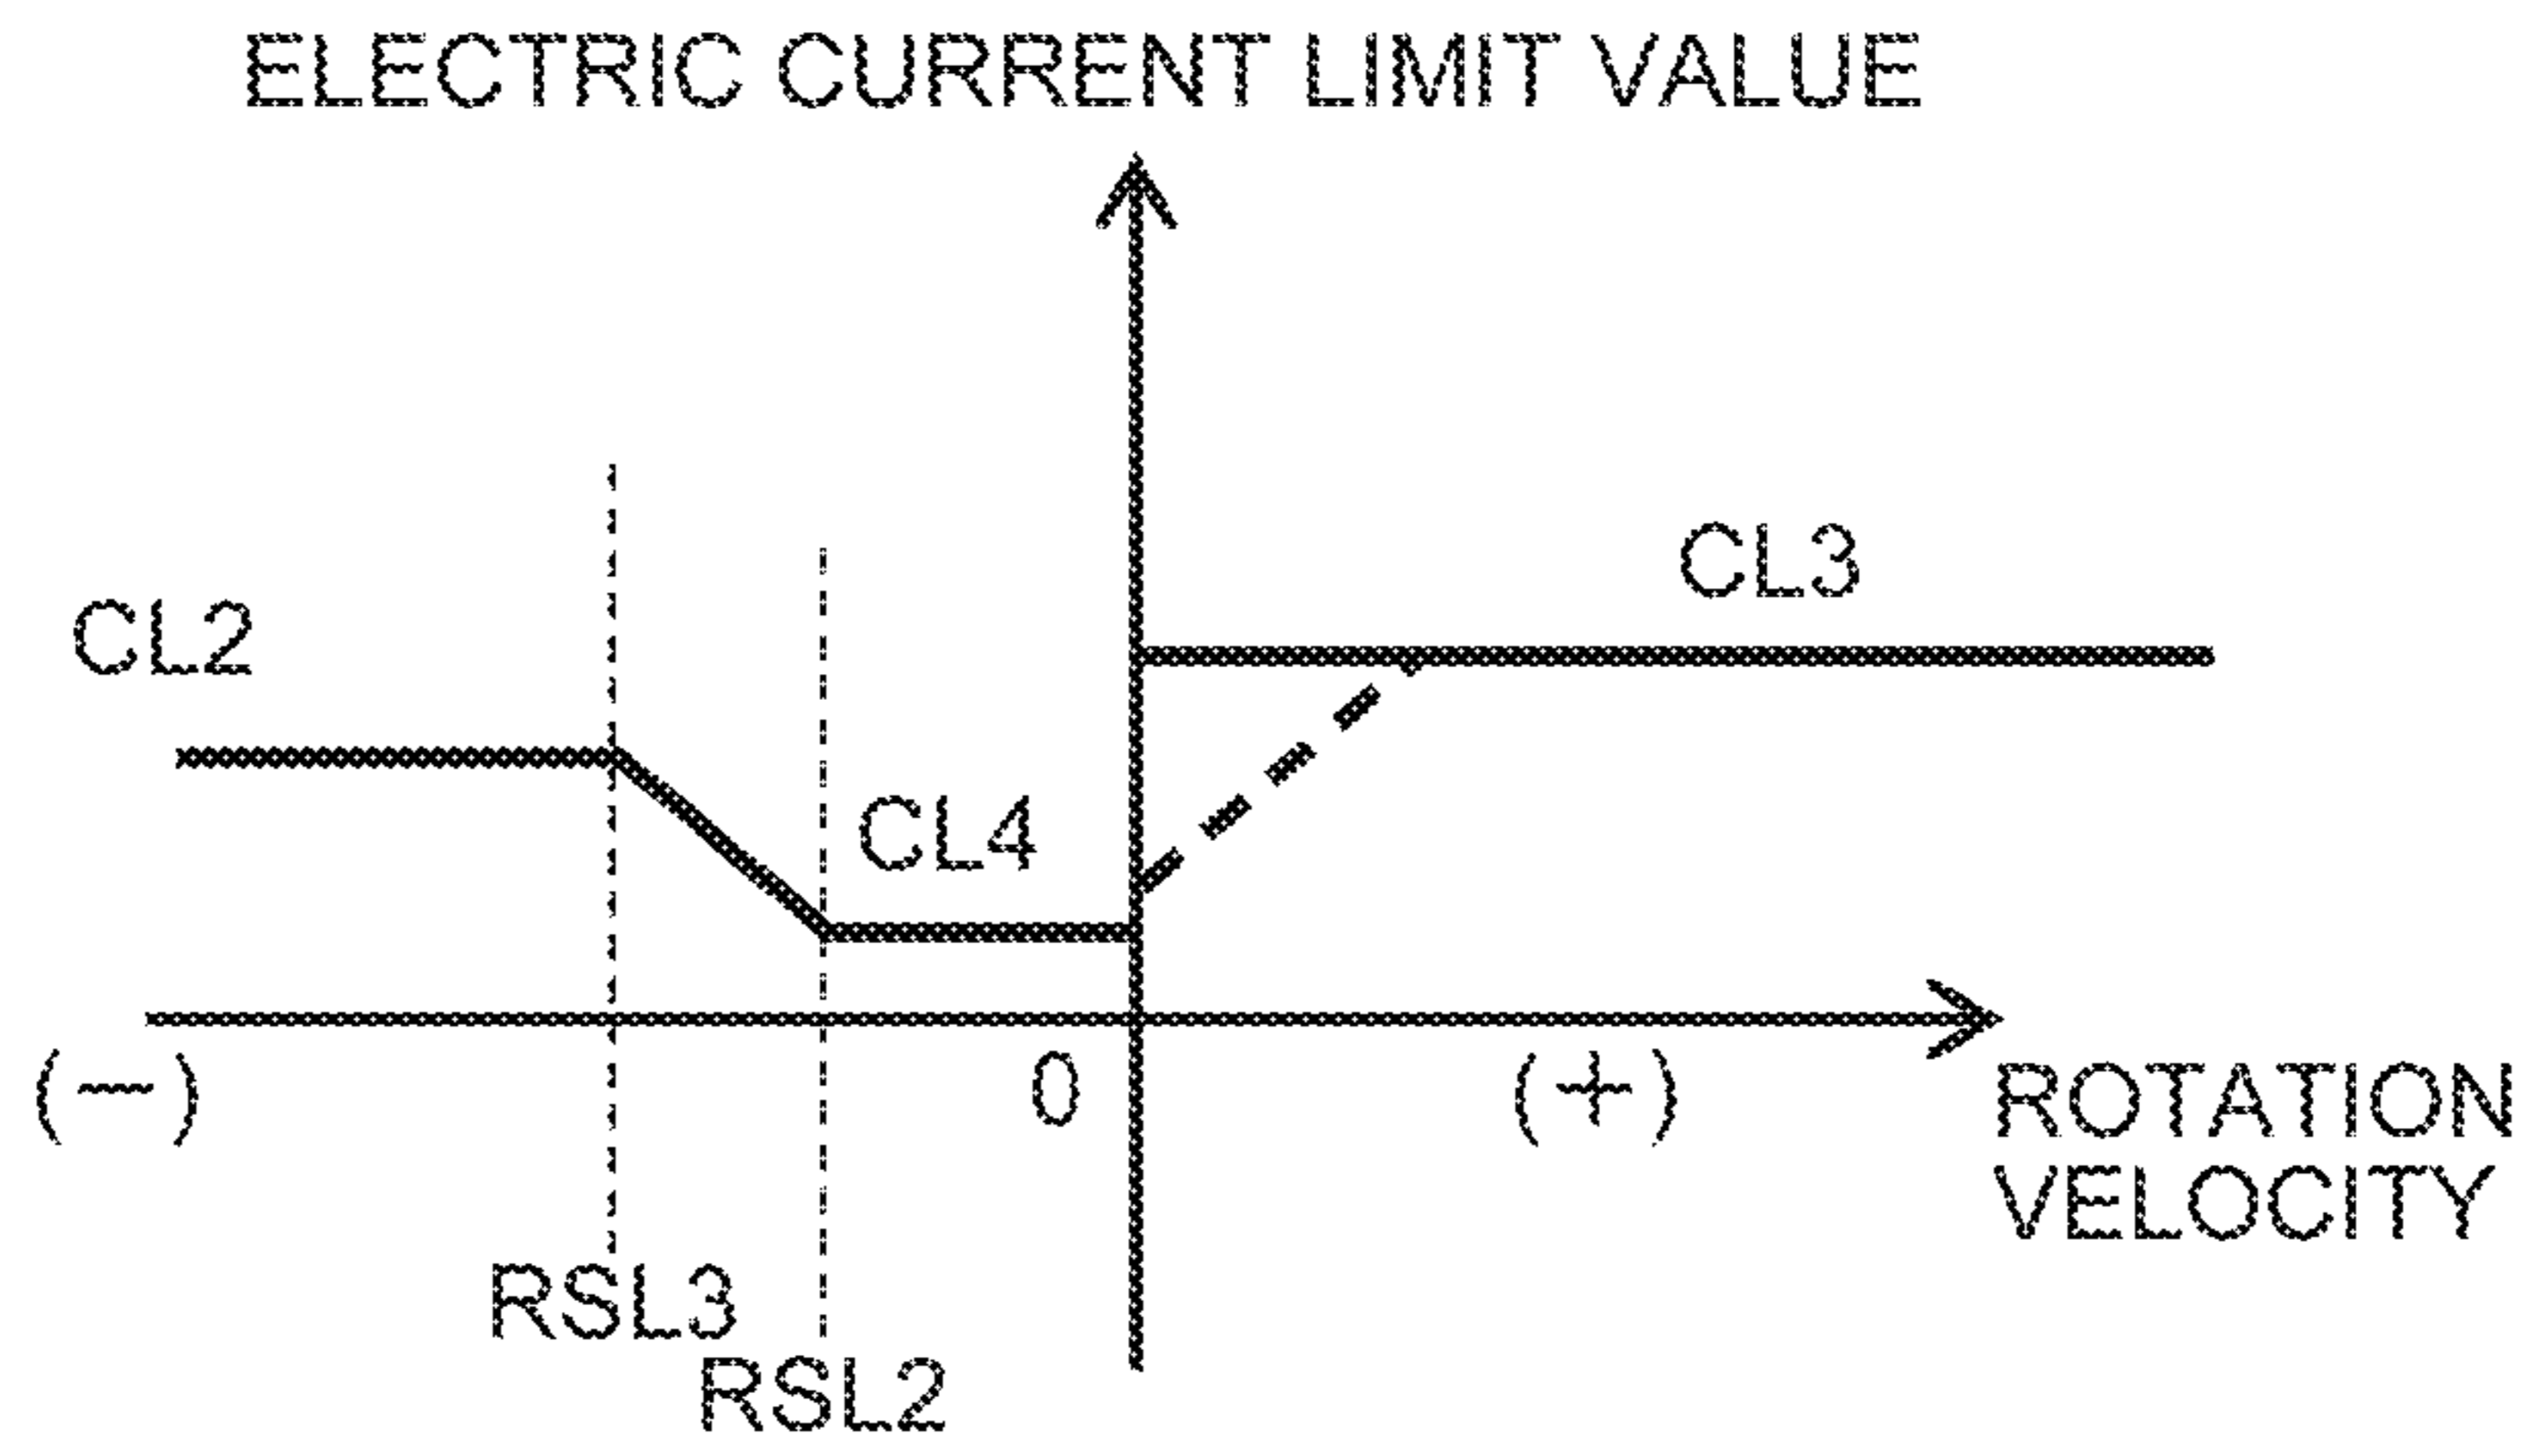 ELECTRIC CURRENT LIMIT VALUE
CL3
CL2
CL4
(−)
0
(+)
ROTATION
VELOCITY
RSL3
RSL2